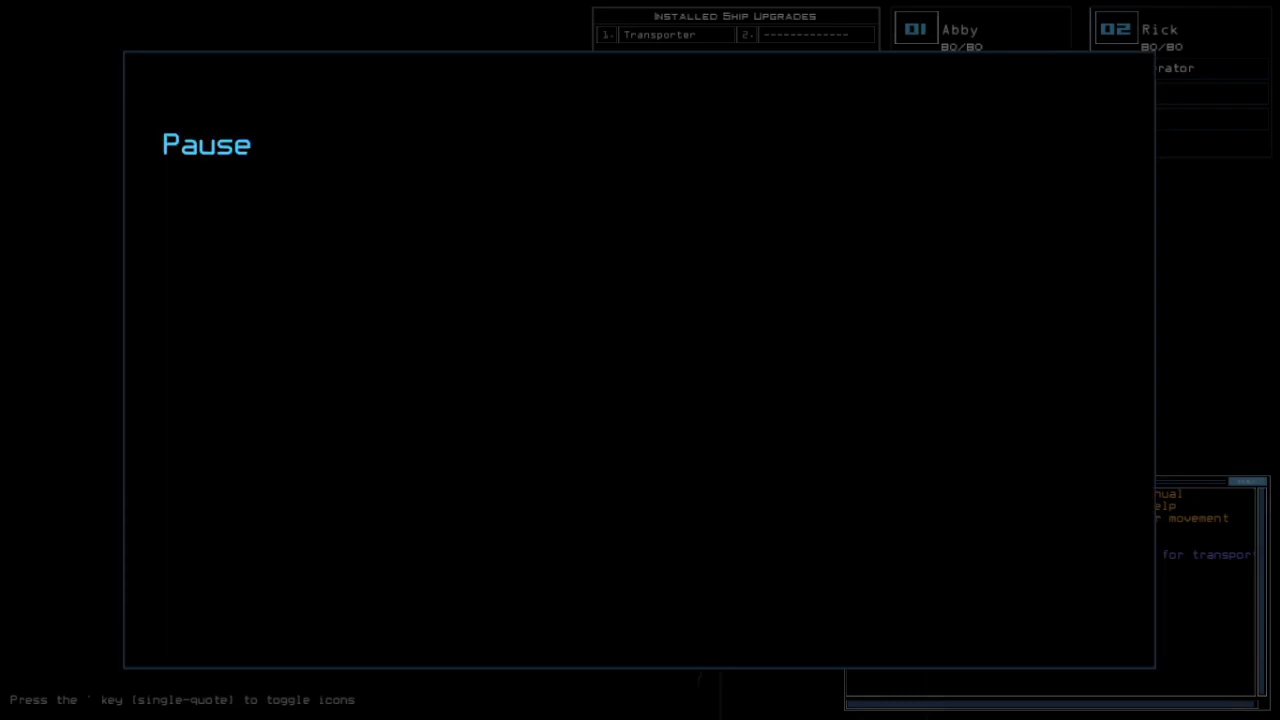 Installed Ship Upgrades
1. Transporter 2. -------------
01 Abby
80/80
02 Rick
80/80
rator
Pause
nual
elp
r movement
for transpor
Press the ' key (single-quote) to toggle icons